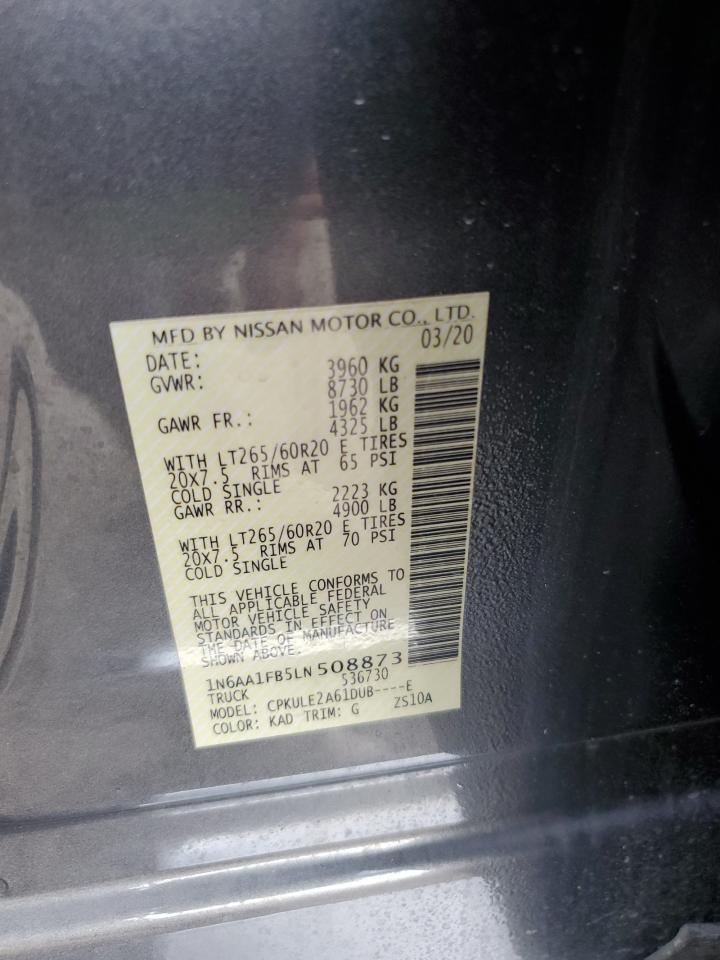 MFD BY NISSAN MOTOR CO., LTD.
DATE: 03/20
GVWR: 3960 KG
8730 LB
GAWR FR.: 1962 KG
4325 LB
WITH LT265/60R20 E TIRES
20X7.5 RIMS AT 65 PSI
COLD SINGLE
GAWR RR.: 2223 KG
4900 LB
WITH LT265/60R20 E TIRES
20X7.5 RIMS AT 70 PSI
COLD SINGLE
THIS VEHICLE CONFORMS TO
ALL APPLICABLE FEDERAL
MOTOR VEHICLE SAFETY
STANDARDS IN EFFECT ON
THE DATE OF MANUFACTURE
SHOWN ABOVE.
1N6AA1FB5LN508873
TRUCK 536730
MODEL: CPKULE2A61DUB----E
COLOR: KAD TRIM: G ZS10A